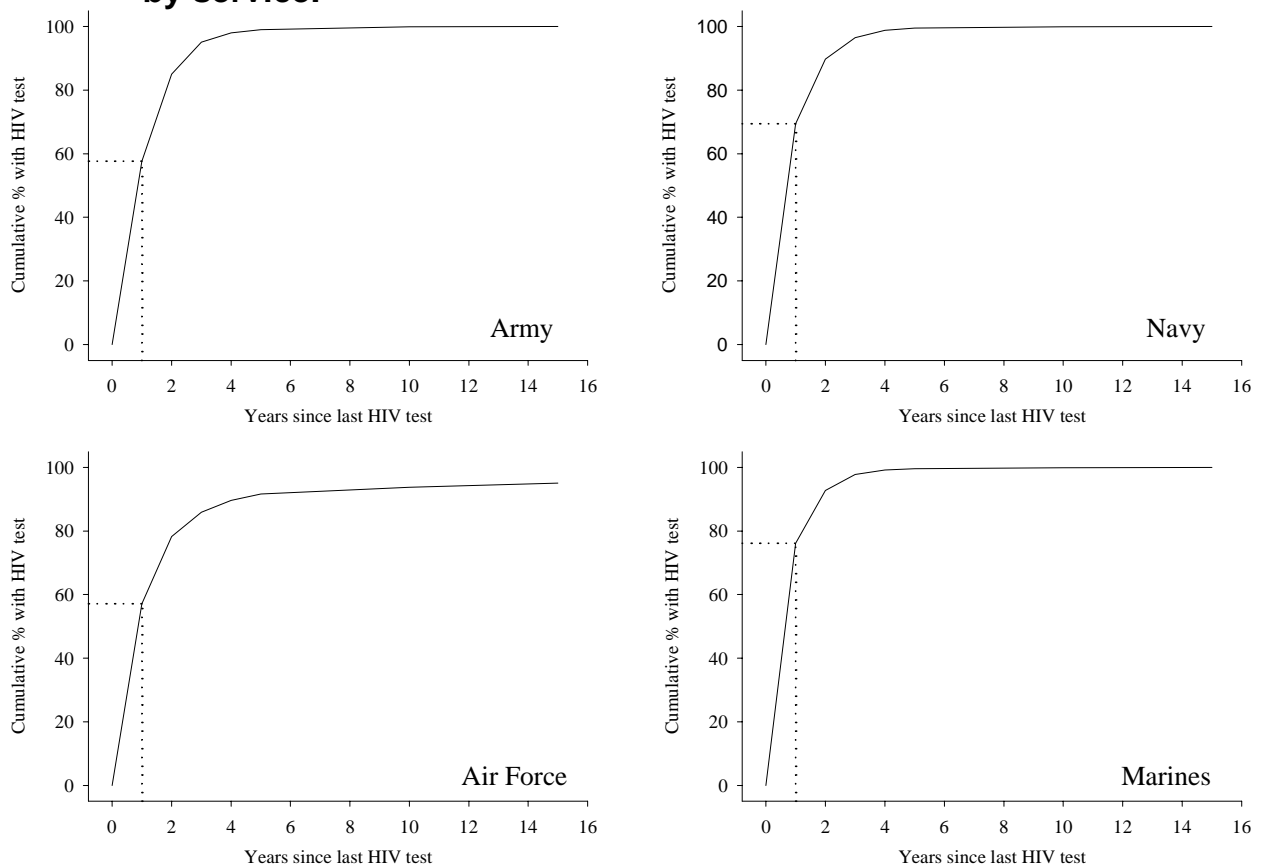 by Service.
100
80
60
40
20
0
Cumulative % with HIV test
Army
0 2 4 6 8 10 12 14 16
Years since last HIV test
100
80
60
40
20
0
Cumulative % with HIV test
Navy
0 2 4 6 8 10 12 14 16
Years since last HIV test
100
80
60
40
20
0
Cumulative % with HIV test
Air Force
0 2 4 6 8 10 12 14 16
Years since last HIV test
100
80
60
40
20
0
Cumulative % with HIV test
Marines
0 2 4 6 8 10 12 14 16
Years since last HIV test